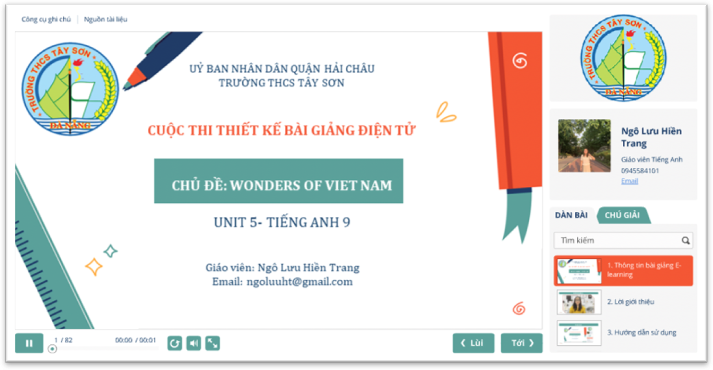 Công cụ ghi chú
Nguồn tài liệu
TRƯỜNG THCS TÂY SƠN
ĐÀ NẴNG
UỶ BAN NHÂN DÂN QUẬN HẢI CHÂU
TRƯỜNG THCS TÂY SƠN
CUỘC THI THIẾT KẾ BÀI GIẢNG ĐIỆN TỬ
CHỦ ĐỀ: WONDERS OF VIET NAM
UNIT 5- TIẾNG ANH 9
Giáo viên: Ngô Lưu Hiền Trang
Email: ngoluuht@gmail.com
1 / 82
00:00 / 00:01
Lùi
Tới
TRƯỜNG THCS TÂY SƠN
ĐÀ NẴNG
Ngô Lưu Hiền
Trang
Giáo viên Tiếng Anh
0945584101
Email
DÀN BÀI
CHÚ GIẢI
Tìm kiếm
1. Thông tin bài giảng E-
learning
2. Lời giới thiệu
3. Hướng dẫn sử dụng